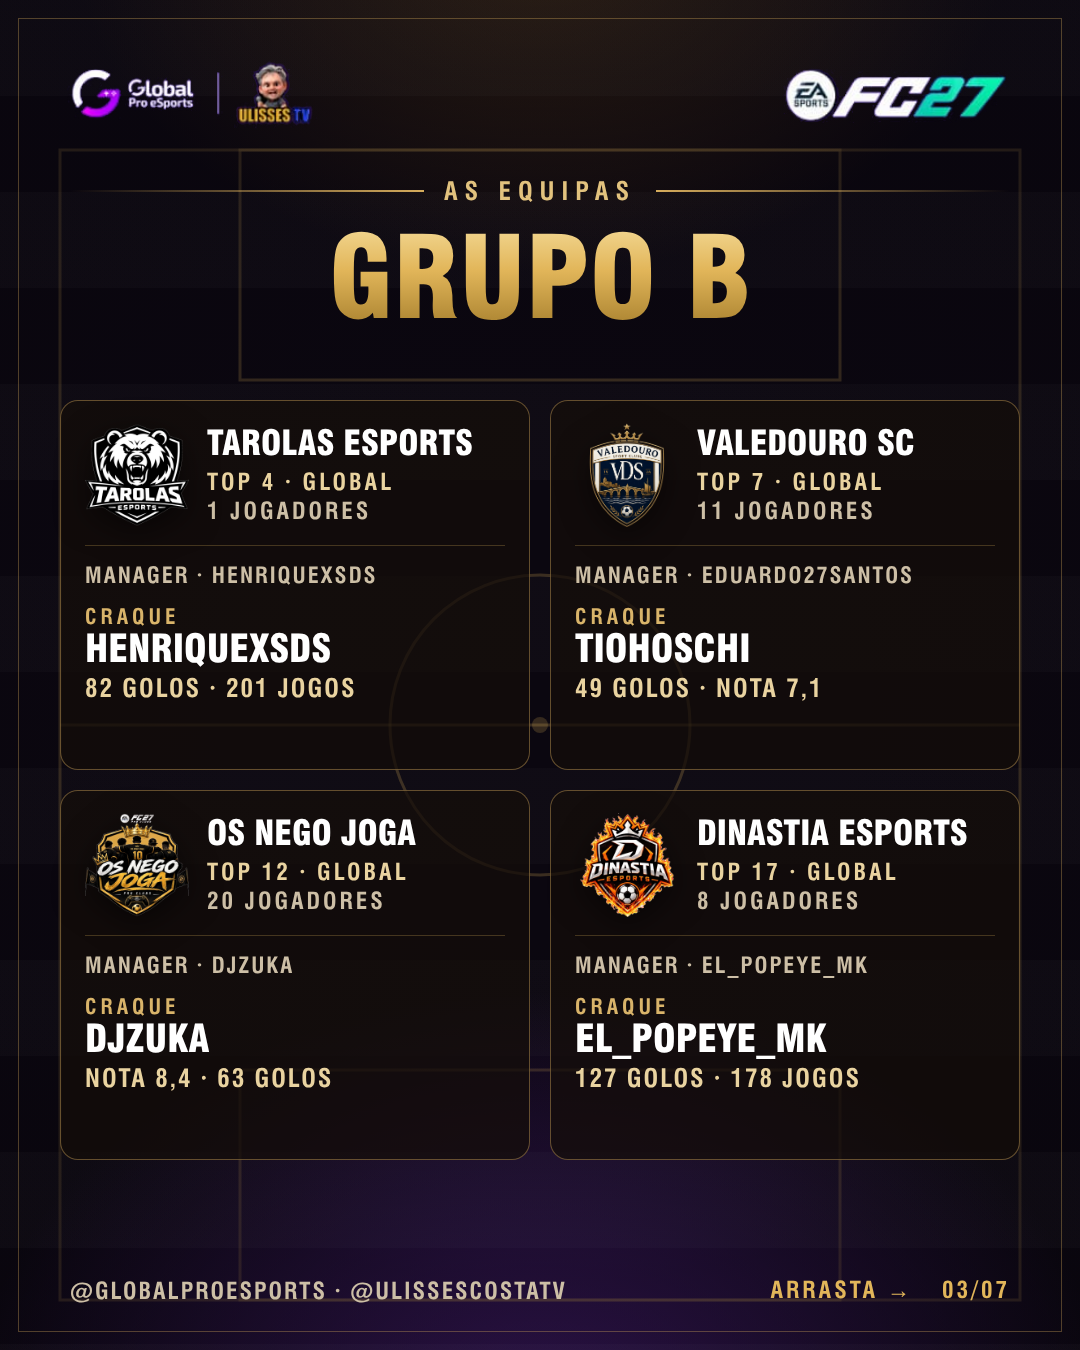 Global
Pro eSports
ULISSES TV
EA
SPORTS
FC27
AS EQUIPAS
GRUPO B
TAROLAS
ESPORTS
TAROLAS ESPORTS
TOP 4 · GLOBAL
1 JOGADORES
MANAGER · HENRIQUEXSDS
CRAQUE
HENRIQUEXSDS
82 GOLOS · 201 JOGOS
VALEDOURO
VDS
VALEDOURO SC
TOP 7 · GLOBAL
11 JOGADORES
MANAGER · EDUARDO27SANTOS
CRAQUE
TIOHOSCHI
49 GOLOS · NOTA 7,1
FC27
10
OS NEGO
JOGA
OS NEGO JOGA
TOP 12 · GLOBAL
20 JOGADORES
MANAGER · DJZUKA
CRAQUE
DJZUKA
NOTA 8,4 · 63 GOLOS
D
DINASTIA
ESPORTS
DINASTIA ESPORTS
TOP 17 · GLOBAL
8 JOGADORES
MANAGER · EL_POPEYE_MK
CRAQUE
EL_POPEYE_MK
127 GOLOS · 178 JOGOS
@GLOBALPROESPORTS · @ULISSESCOSTATV
ARRASTA → 03/07